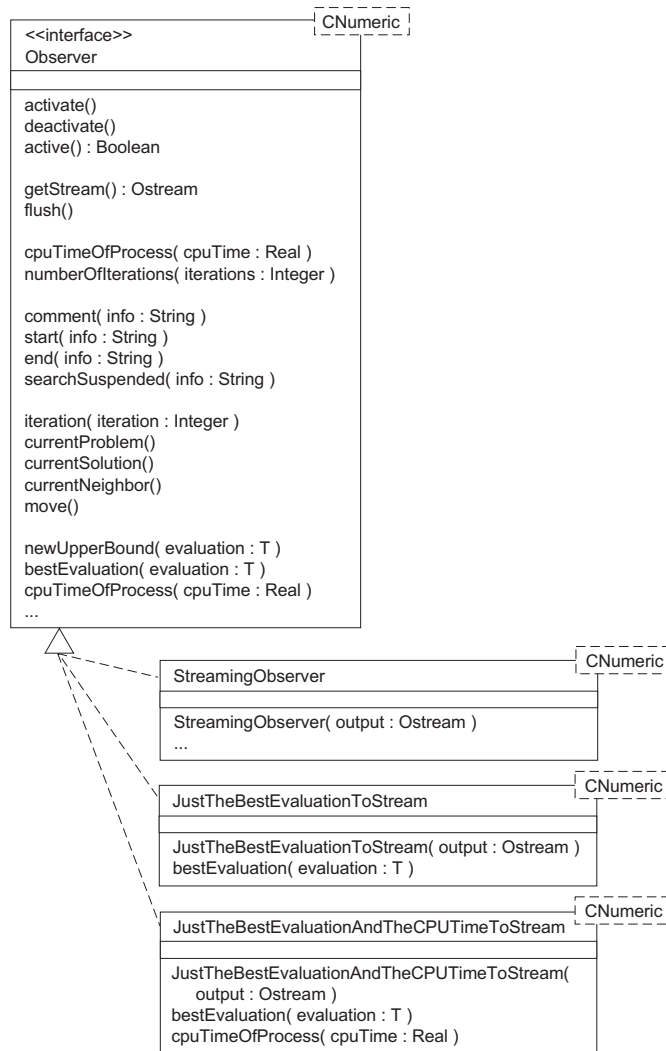 CNumeric
<<interface>>
Observer
activate()
deactivate()
active() : Boolean
getStream() : Ostream
flush()
cpuTimeOfProcess( cpuTime : Real )
numberOfIterations( iterations : Integer )
comment( info : String )
start( info : String )
end( info : String )
searchSuspended( info : String )
iteration( iteration : Integer )
currentProblem()
currentSolution()
currentNeighbor()
move()
newUpperBound( evaluation : T )
bestEvaluation( evaluation : T )
cpuTimeOfProcess( cpuTime : Real )
...
CNumeric
StreamingObserver
StreamingObserver( output : Ostream )
...
CNumeric
JustTheBestEvaluationToStream
JustTheBestEvaluationToStream( output : Ostream )
bestEvaluation( evaluation : T )
CNumeric
JustTheBestEvaluationAndTheCPUTimeToStream
JustTheBestEvaluationAndTheCPUTimeToStream(
output : Ostream )
bestEvaluation( evaluation : T )
cpuTimeOfProcess( cpuTime : Real )